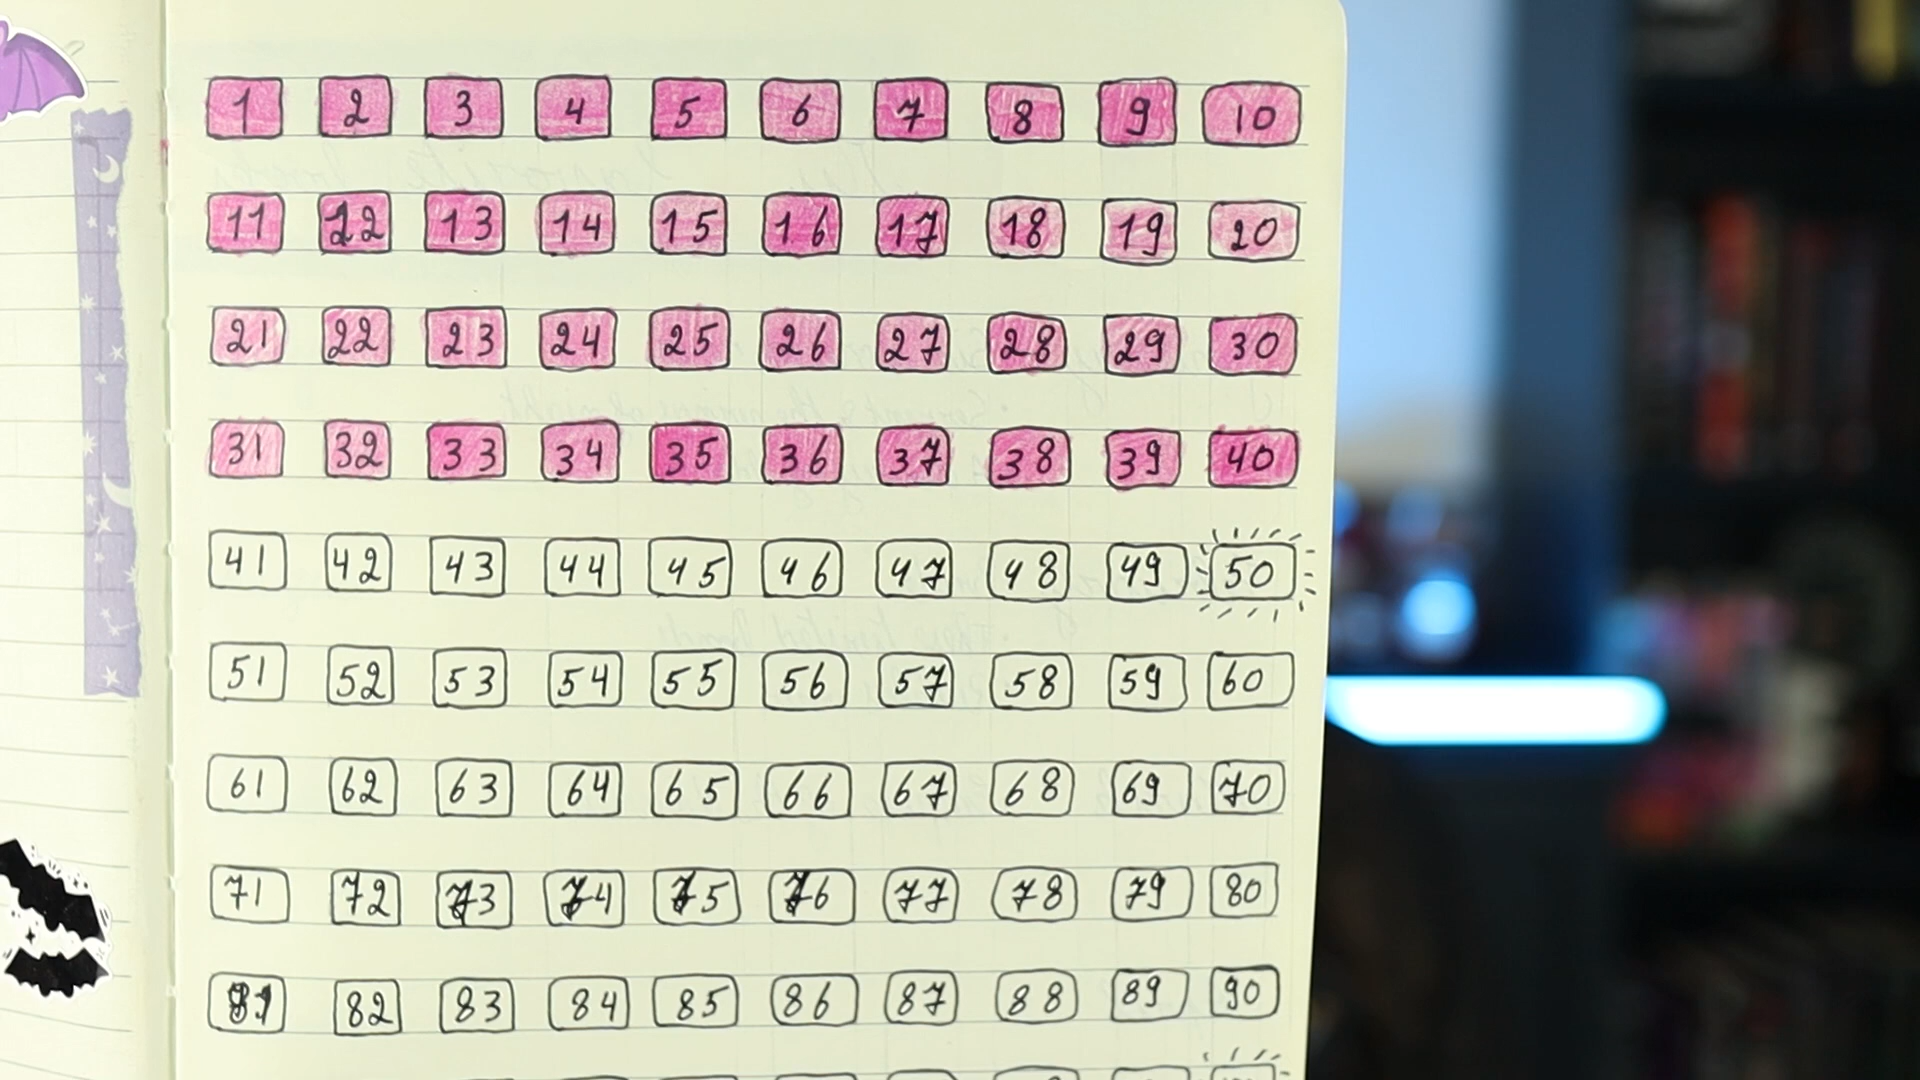 1 2 3 4 5 6 7 8 9 10
11 12 13 14 15 16 17 18 19 20
21 22 23 24 25 26 27 28 29 30
31 32 33 34 35 36 37 38 39 40
41 42 43 44 45 46 47 48 49 50
51 52 53 54 55 56 57 58 59 60
61 62 63 64 65 66 67 68 69 70
71 72 73 74 75 76 77 78 79 80
81 82 83 84 85 86 87 88 89 90